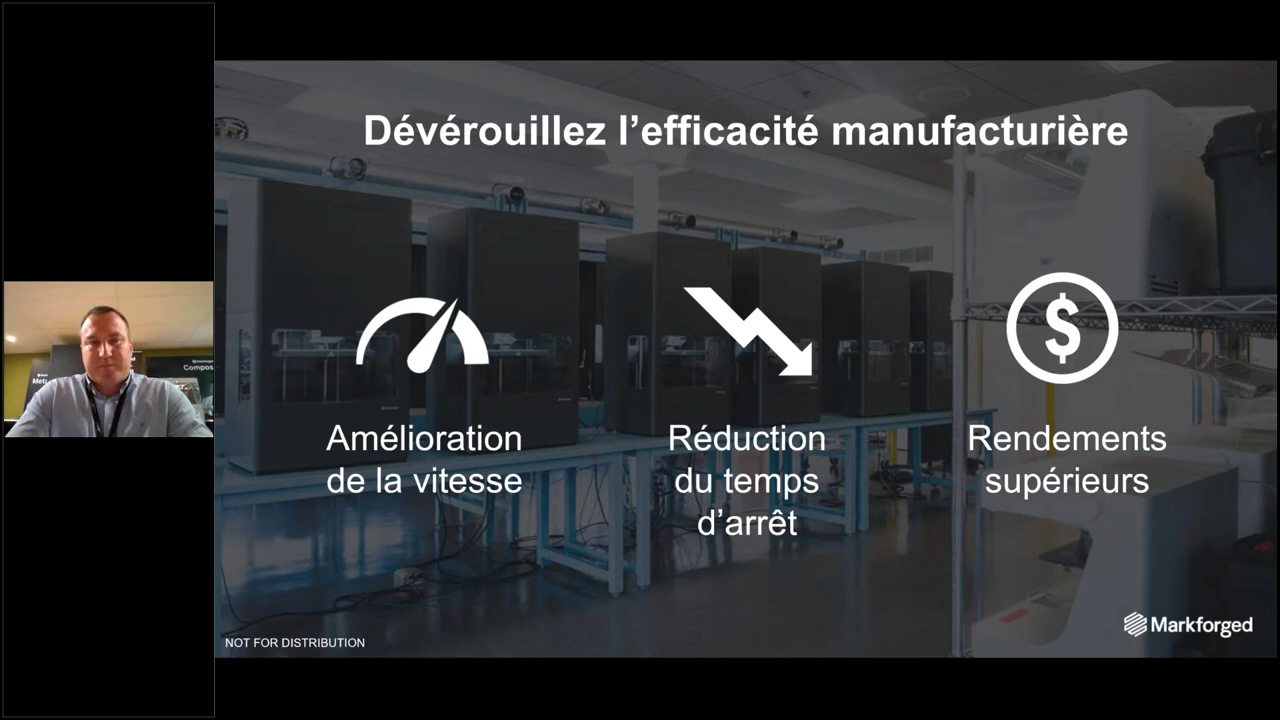 Dévérouillez l’efficacité manufacturière
Amélioration
de la vitesse
Réduction
du temps
d’arrêt
Rendements
supérieurs
NOT FOR DISTRIBUTION
Markforged